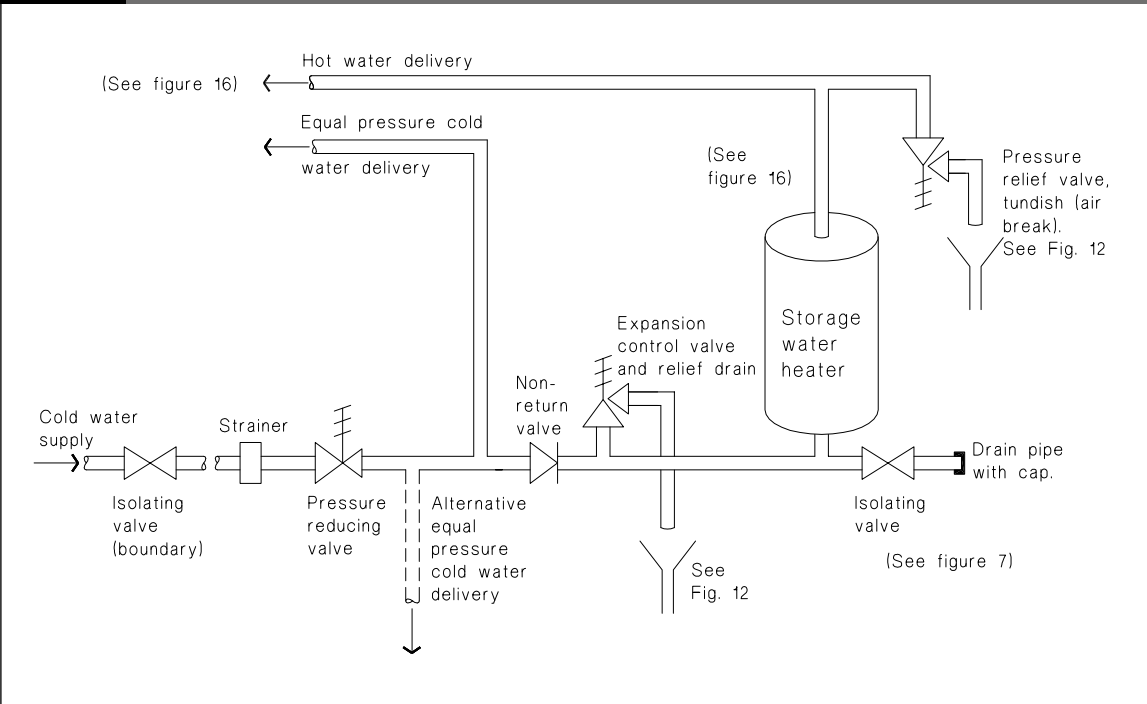 Hot water delivery
(See figure 16)
Equal pressure cold
water delivery
(See
figure 16)
Pressure
relief valve,
tundish (air
break).
See Fig. 12
Storage
water
heater
Expansion
control valve
and relief drain
Non-
return
valve
Cold water
supply
Strainer
Drain pipe
with cap.
Isolating
valve
(boundary)
Pressure
reducing
valve
Alternative
equal
pressure
cold water
delivery
Isolating
valve
(See figure 7)
See
Fig. 12